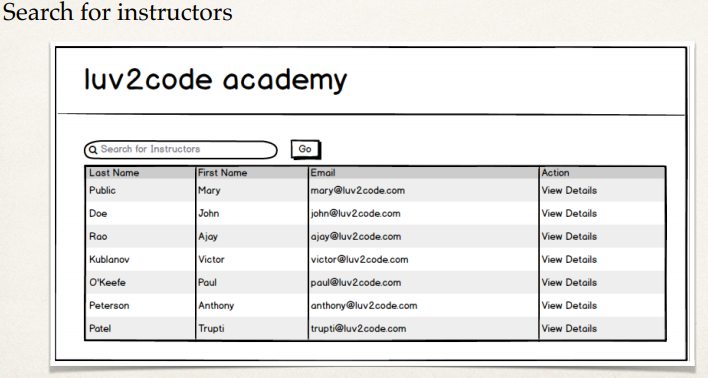 Search for instructors
luv2code academy
Search for Instructors Go
Last Name First Name Email Action
Public Mary mary@luv2code.com View Details
Doe John john@luv2code.com View Details
Rao Ajay ajay@luv2code.com View Details
Kublanov Victor victor@luv2code.com View Details
O'Keefe Paul paul@luv2code.com View Details
Peterson Anthony anthony@luv2code.com View Details
Patel Trupti trupti@luv2code.com View Details